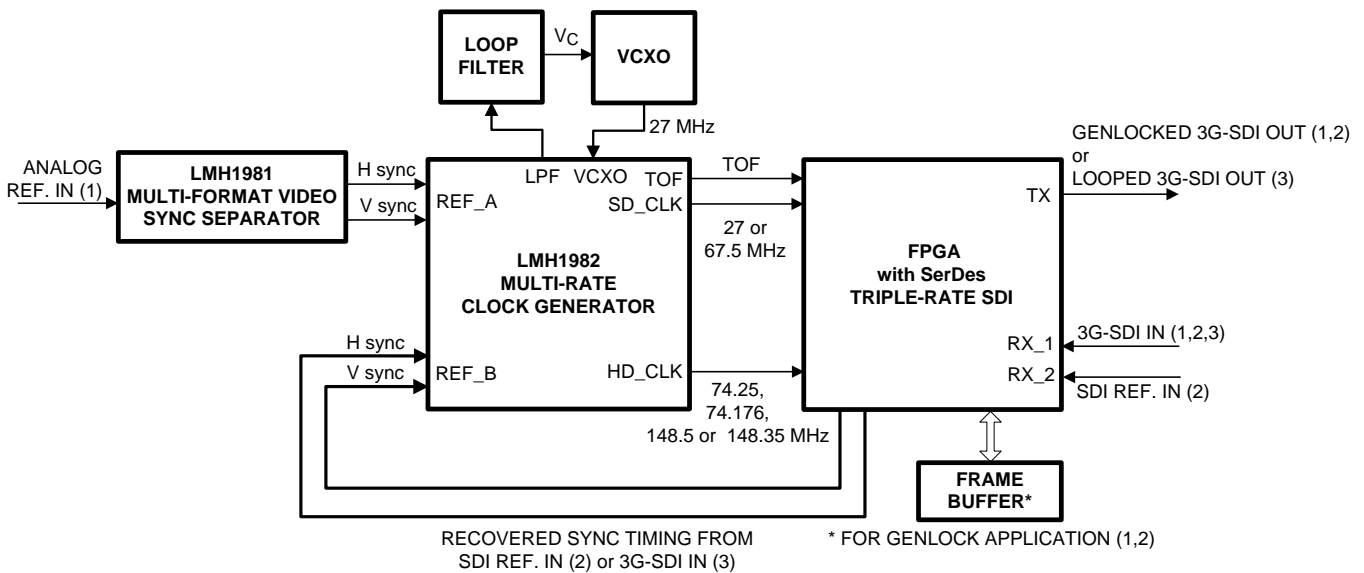 LOOP
FILTER
VC
VCXO
27 MHz
ANALOG
REF. IN (1)
LMH1981
MULTI-FORMAT VIDEO
SYNC SEPARATOR
H sync
V sync
LPF
VCXO
REF_A
TOF
SD_CLK
LMH1982
MULTI-RATE
CLOCK GENERATOR
H sync
V sync
REF_B
HD_CLK
TOF
27 or
67.5 MHz
74.25,
74.176,
148.5 or 148.35 MHz
FPGA
with SerDes
TRIPLE-RATE SDI
TX
RX_1
RX_2
GENLOCKED 3G-SDI OUT (1,2)
or
LOOPED 3G-SDI OUT (3)
3G-SDI IN (1,2,3)
SDI REF. IN (2)
FRAME
BUFFER*
RECOVERED SYNC TIMING FROM
SDI REF. IN (2) or 3G-SDI IN (3)
* FOR GENLOCK APPLICATION (1,2)